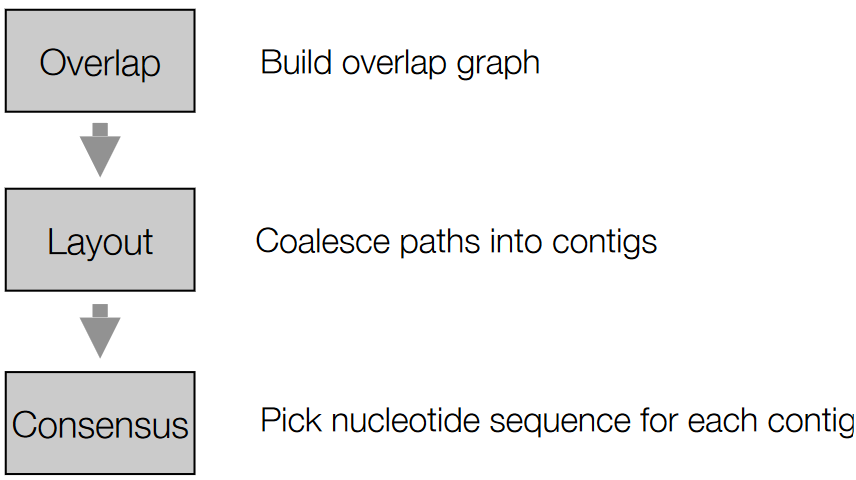 Overlap
Build overlap graph
Layout
Coalesce paths into contigs
Consensus
Pick nucleotide sequence for each contig